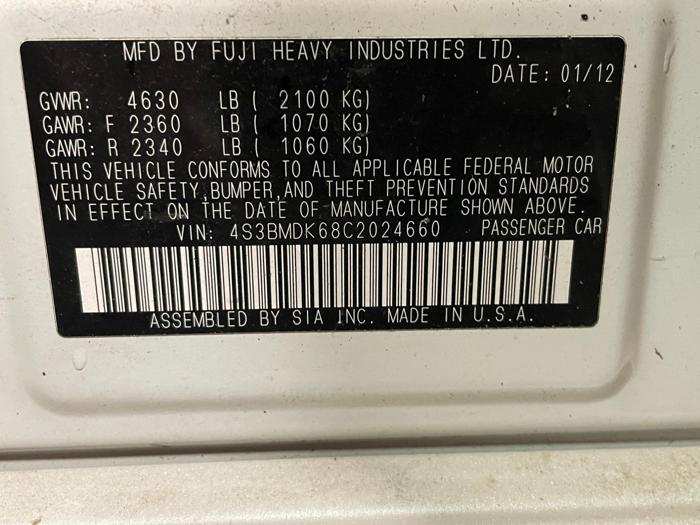 MFD BY FUJI HEAVY INDUSTRIES LTD.
DATE: 01/12
GVWR: 4630 LB ( 2100 KG)
GAWR: F 2360 LB ( 1070 KG)
GAWR: R 2340 LB ( 1060 KG)
THIS VEHICLE CONFORMS TO ALL APPLICABLE FEDERAL MOTOR
VEHICLE SAFETY,BUMPER,AND THEFT PREVENTION STANDARDS
IN EFFECT ON THE DATE OF MANUFACTURE SHOWN ABOVE.
VIN: 4S3BMDK68C2024660 PASSENGER CAR
ASSEMBLED BY SIA INC. MADE IN U.S.A.